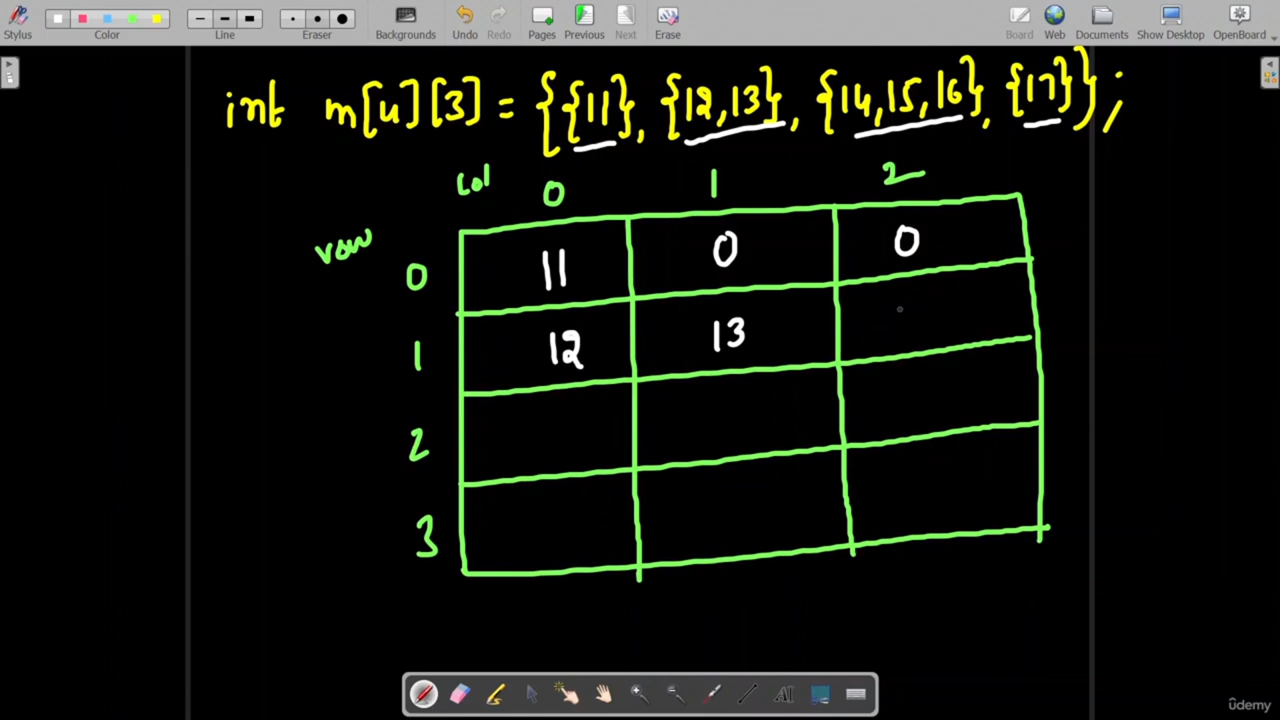 Stylus
Color
Line
Eraser
Backgrounds
Undo
Redo
Pages
Previous
Next
Erase
Board
Web
Documents
Show Desktop
OpenBoard
int m[4][3] = {{11}, {12,13}, {14,15,16}, {17}};
col 0 1 2
row
0 11 0 0
1 12 13
2
3
AI
ûdemy